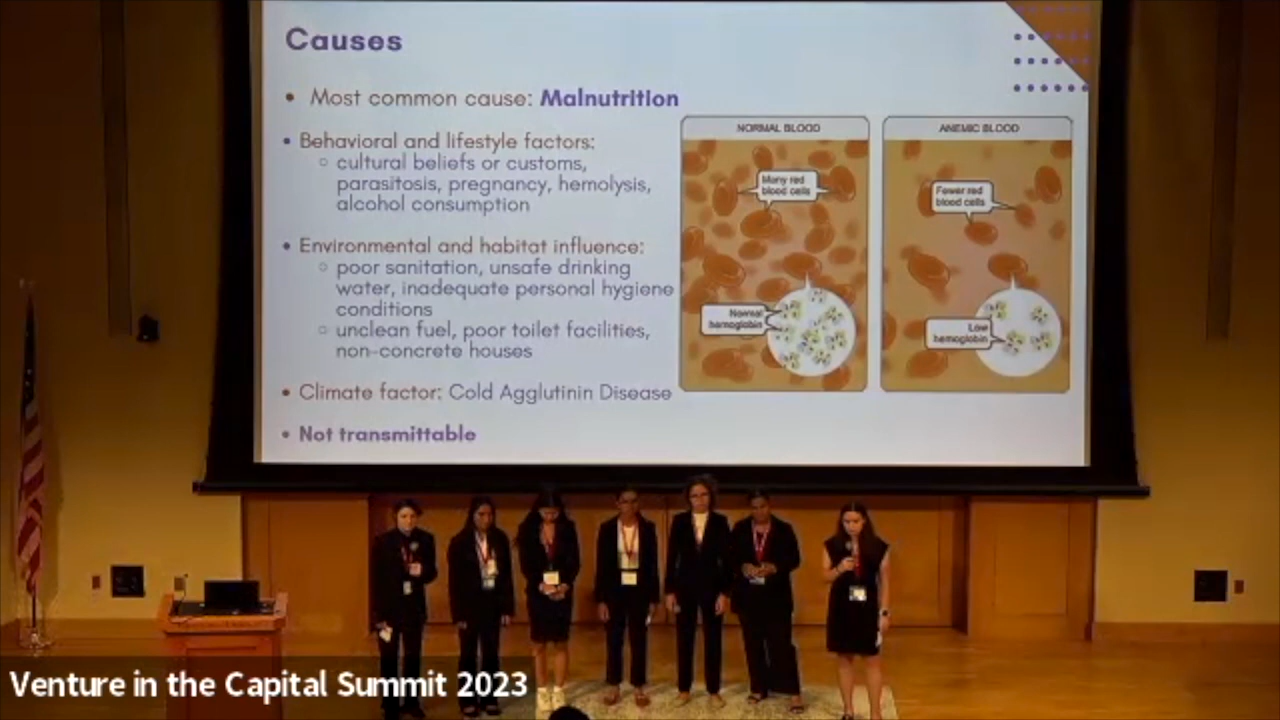 Causes
Most common cause: Malnutrition
Behavioral and lifestyle factors:
cultural beliefs or customs,
parasitosis, pregnancy, hemolysis,
alcohol consumption
Environmental and habitat influence:
poor sanitation, unsafe drinking
water, inadequate personal hygiene
conditions
unclean fuel, poor toilet facilities,
non-concrete houses
Climate factor: Cold Agglutinin Disease
Not transmittable
NORMAL BLOOD
Many red
blood cells
Normal
hemoglobin
ANEMIC BLOOD
Fewer red
blood cells
Low
hemoglobin
Venture in the Capital Summit 2023